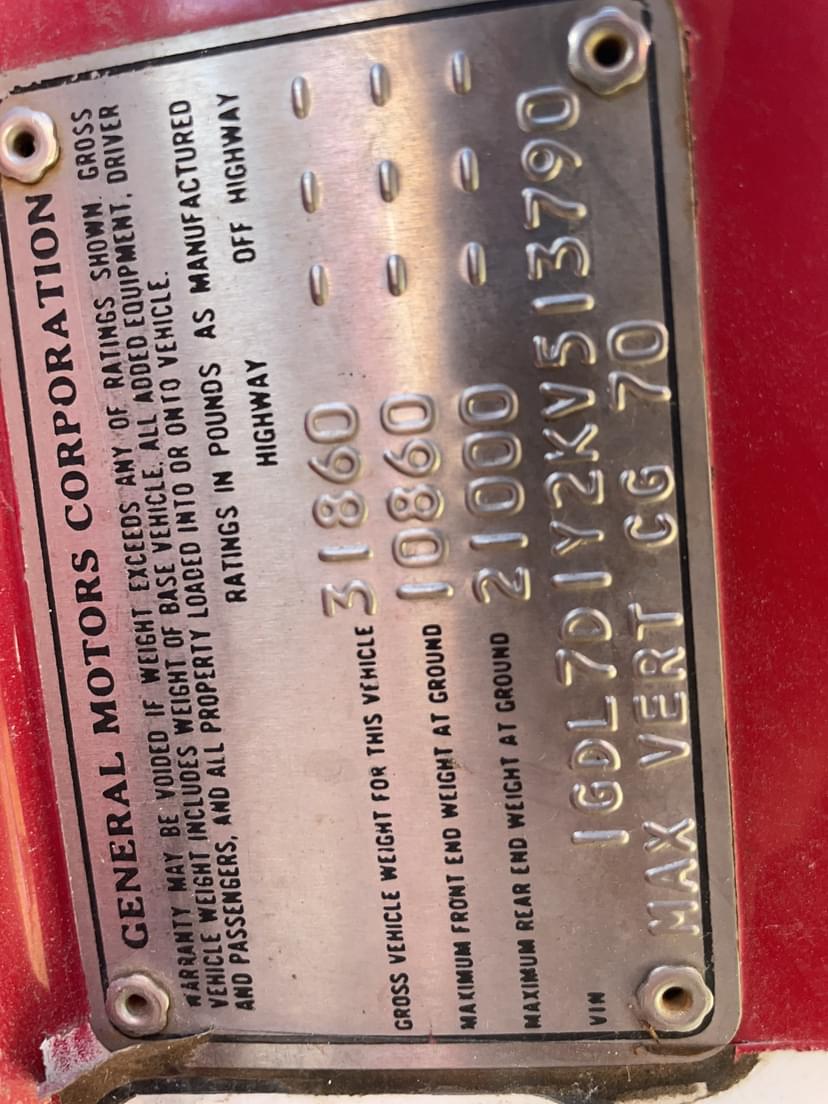 GENERAL MOTORS CORPORATION
WARRANTY MAY BE VOIDED IF WEIGHT EXCEEDS ANY OF RATINGS SHOWN. GROSS
VEHICLE WEIGHT INCLUDES WEIGHT OF BASE VEHICLE, ALL ADDED EQUIPMENT, DRIVER
AND PASSENGERS, AND ALL PROPERTY LOADED INTO OR ONTO VEHICLE.
RATINGS IN POUNDS AS MANUFACTURED
HIGHWAY OFF HIGHWAY
GROSS VEHICLE WEIGHT FOR THIS VEHICLE 31860 - - -
MAXIMUM FRONT END WEIGHT AT GROUND 10860 - - -
MAXIMUM REAR END WEIGHT AT GROUND 21000 - - -
VIN 1GDL7D1Y2KV513790
MAX VERT CG 70